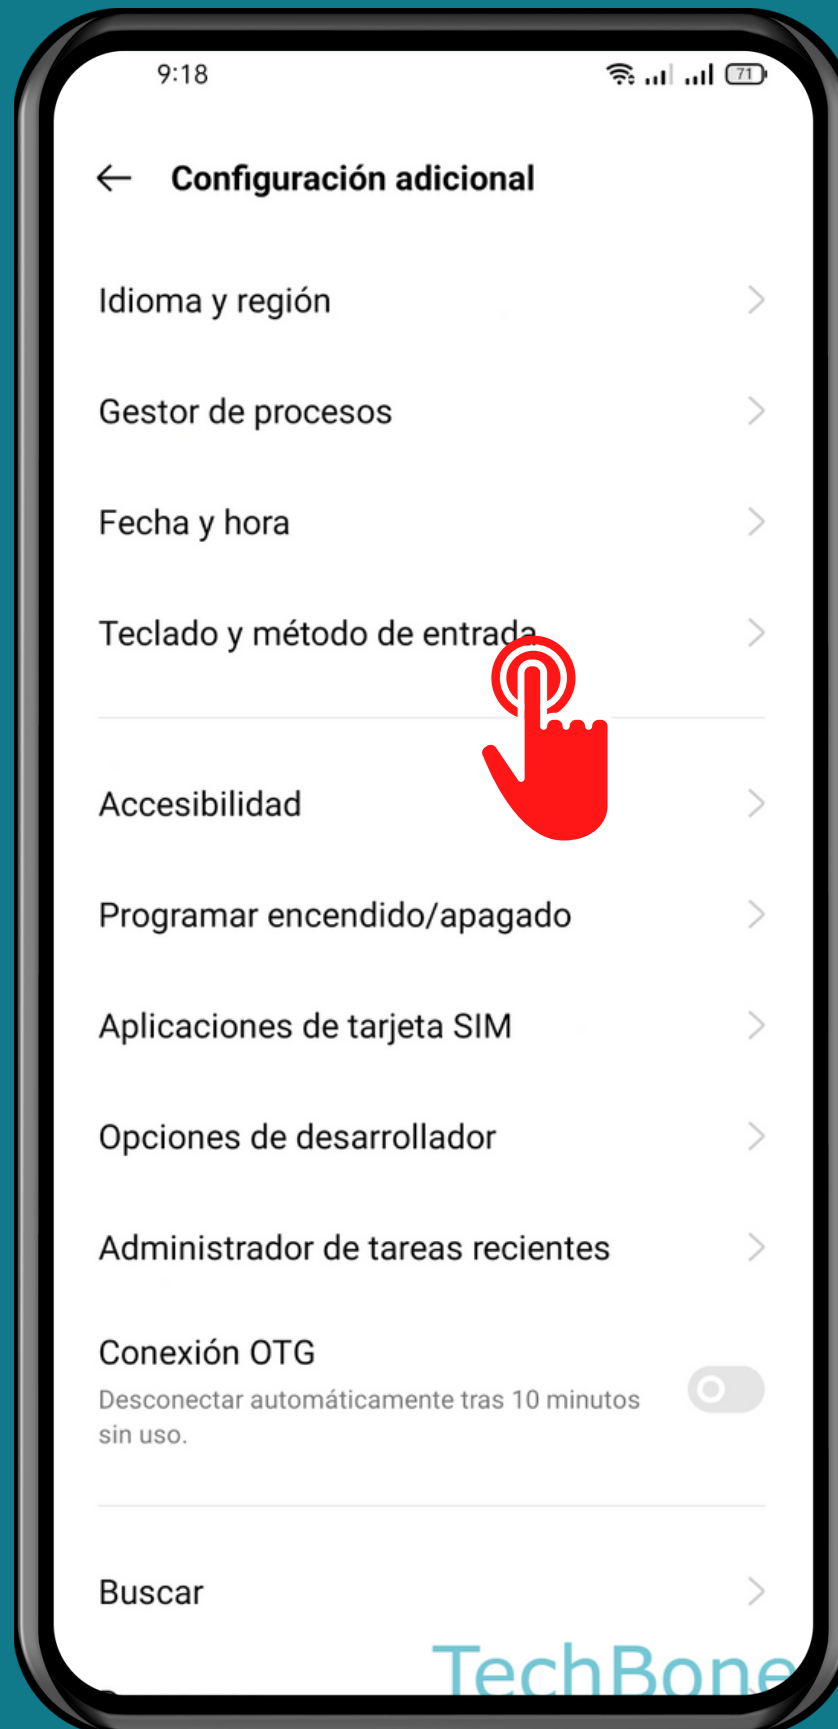 9:18
71
Configuración adicional
Idioma y región
Gestor de procesos
Fecha y hora
Teclado y método de entrada
Accesibilidad
Programar encendido/apagado
Aplicaciones de tarjeta SIM
Opciones de desarrollador
Administrador de tareas recientes
Conexión OTG
Desconectar automáticamente tras 10 minutos
sin uso.
Buscar
TechBone